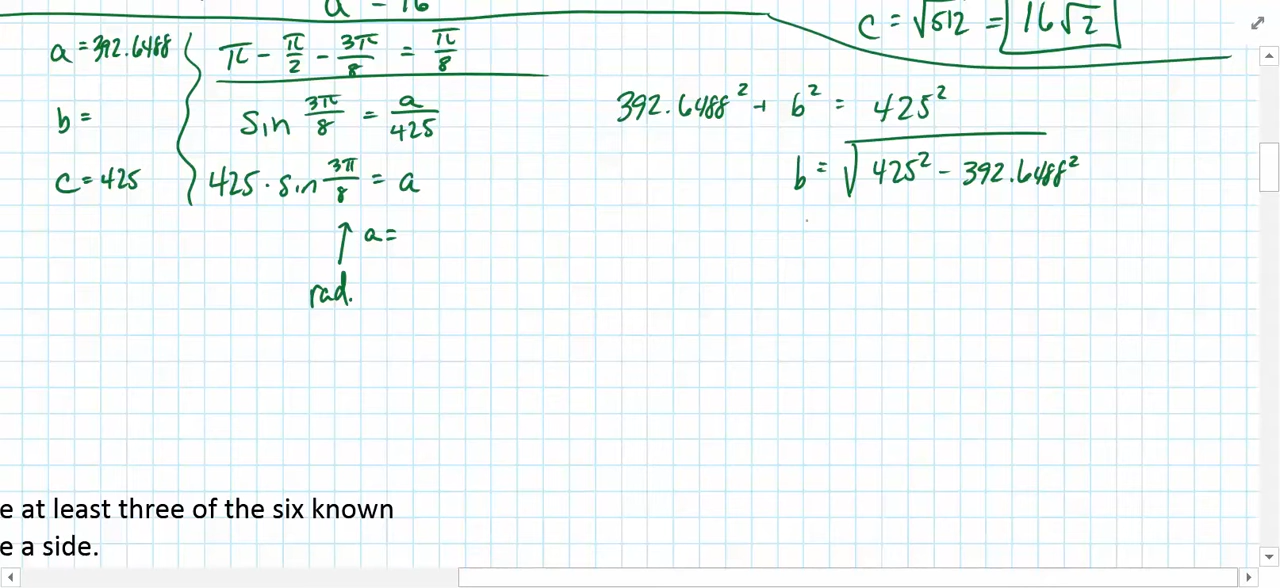 a - 16
c = √512 = 16√2
a = 392.6488
b =
c = 425
π - π/2 - 3π/8 = π/8
sin 3π/8 = a/425
425 · sin 3π/8 = a
a =
rad.
392.6488² + b² = 425²
b = √425² - 392.6488²
e at least three of the six known
e a side.